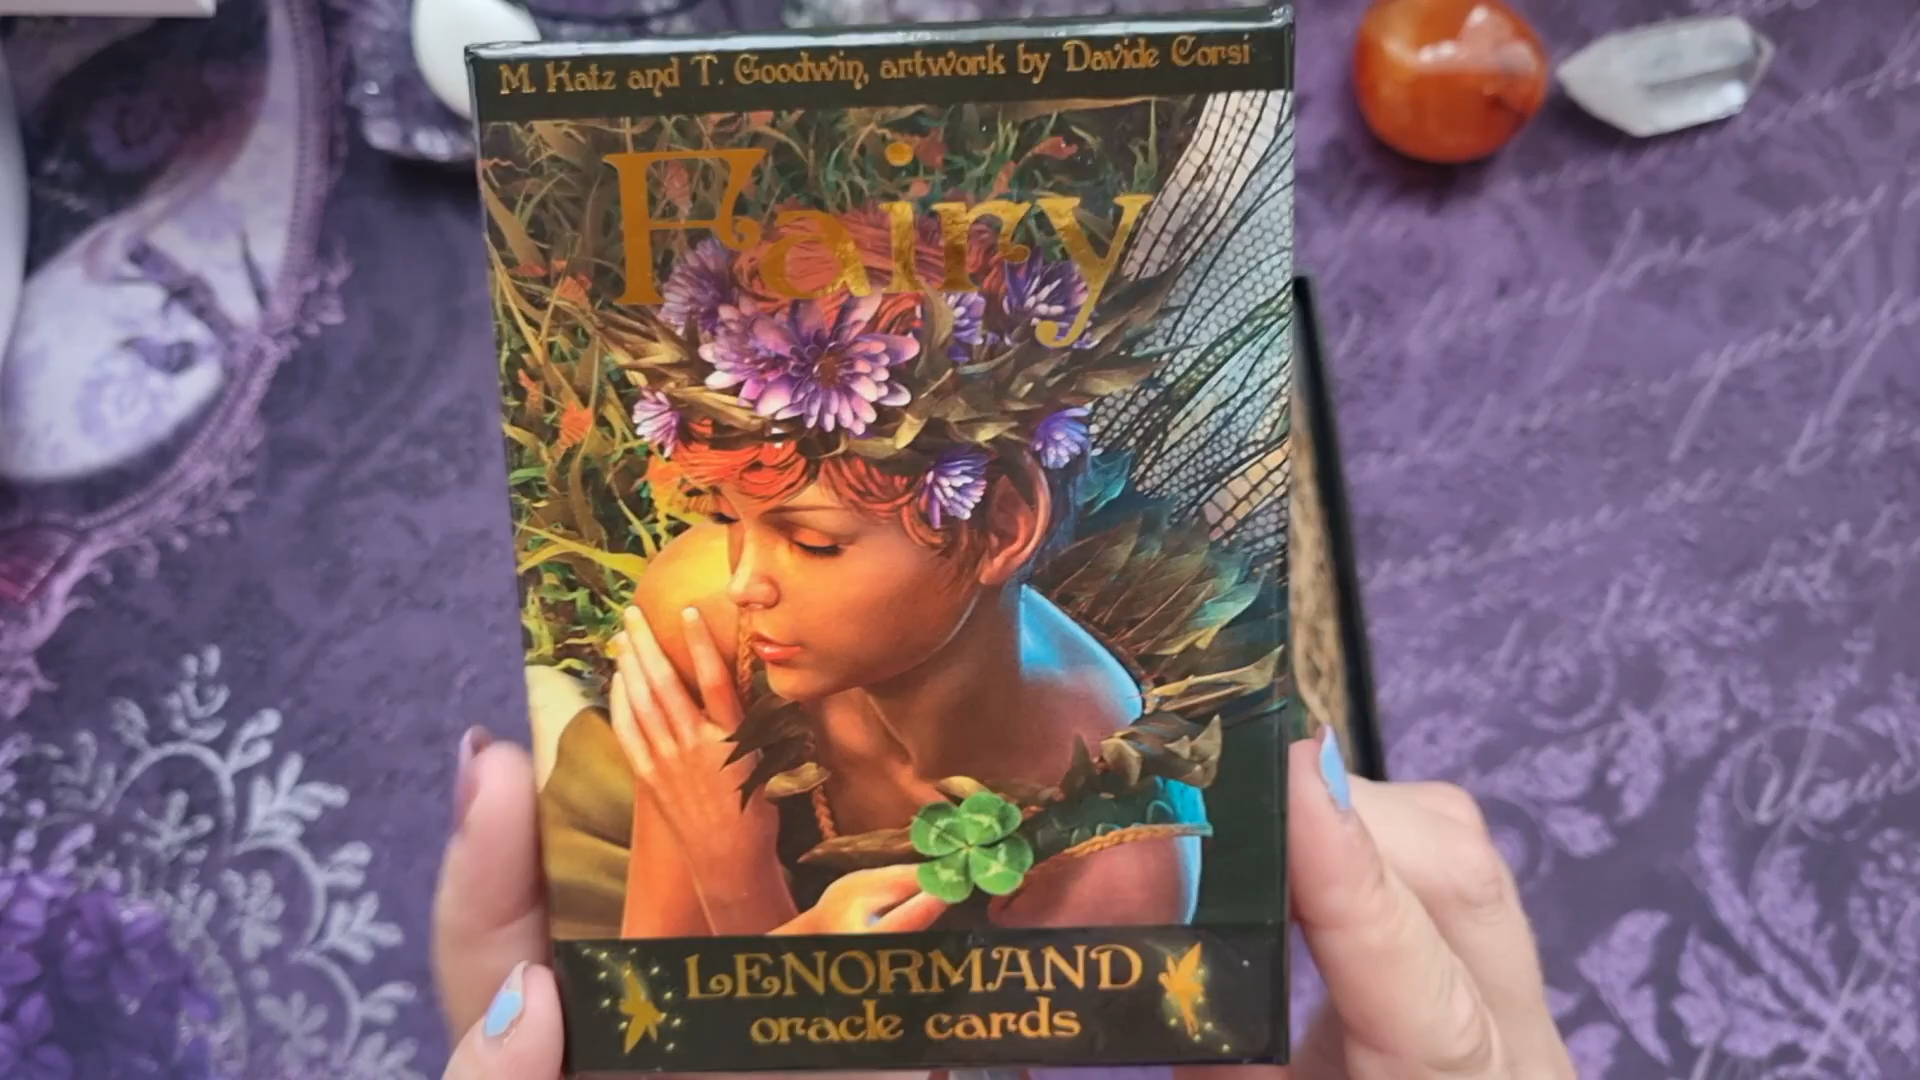 M. Katz and T. Goodwin, artwork by Davide Corsi
Fairy
LENORMAND
oracle cards